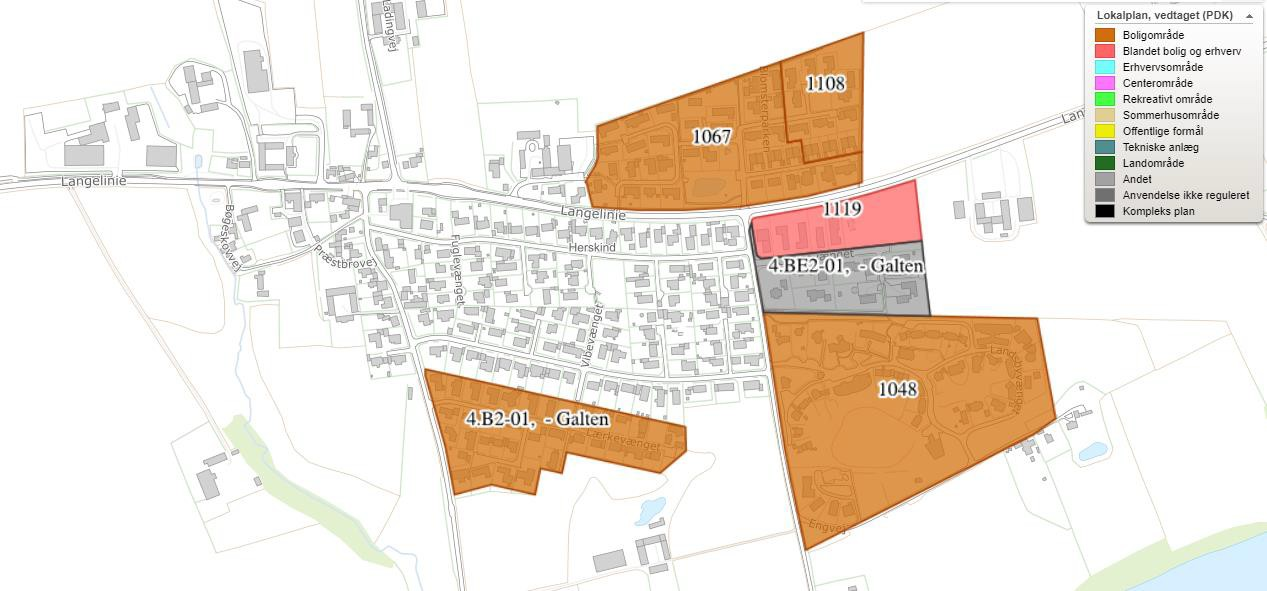 Lokalplan, vedtaget (PDK)
Boligområde
Blandet bolig og erhverv
Erhvervsområde
Centerområde
Rekreativt område
Sommerhusområde
Offentlige formål
Tekniske anlæg
Landområde
Andet
Anvendelse ikke reguleret
Kompleks plan
Ladingvej
1108
Blomsterparken
1067
Lan
Langelinie
Langelinie
1119
Bøgeskovvej
Herskind
Præstbrovej
Fuglevænget
4.BE2-01, - Galten
Vibevænget
1048
4.B2-01, - Galten
Lærkevænget
Engvej